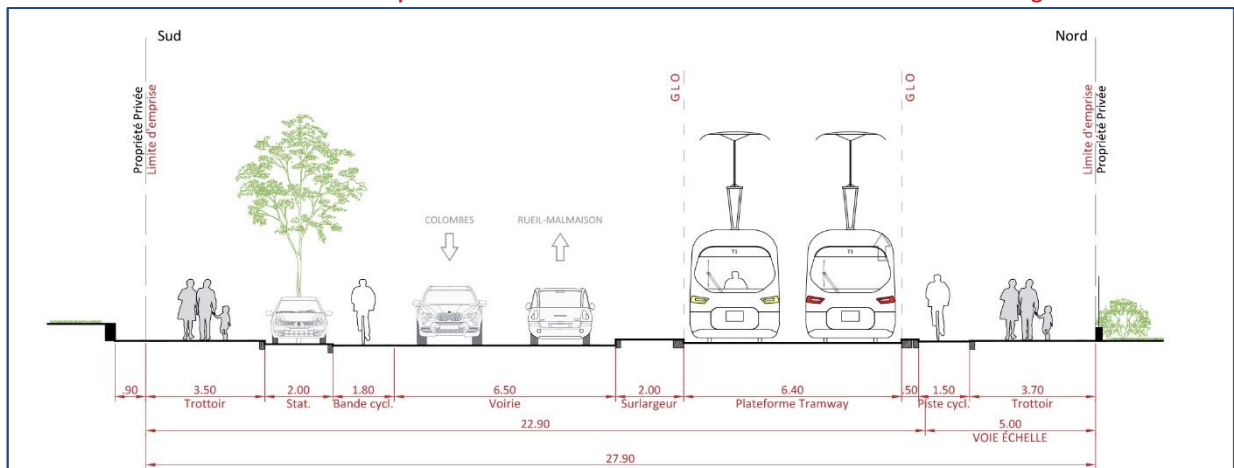 Sud
Nord
Propriété Privée
Limite d'emprise
G L O
G L O
Limite d'emprise
Propriété Privée
COLOMBES
RUEIL-MALMAISON
T1
T1
.90
3.50
2.00
1.80
6.50
2.00
6.40
.50
1.50
3.70
Trottoir
Stat.
Bande cycl.
Voirie
Surlargeur
Plateforme Tramway
Piste cycl.
Trottoir
22.90
5.00
VOIE ÉCHELLE
27.90